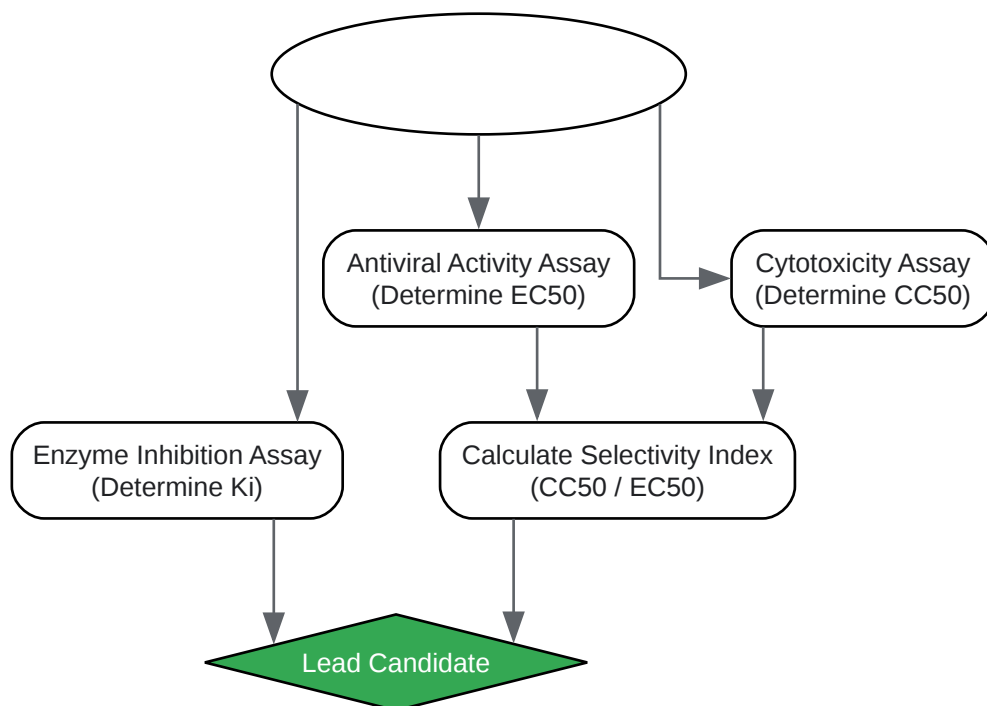 Antiviral Activity Assay
(Determine EC50)
Cytotoxicity Assay
(Determine CC50)
Enzyme Inhibition Assay
(Determine Ki)
Calculate Selectivity Index
(CC50 / EC50)
Lead Candidate